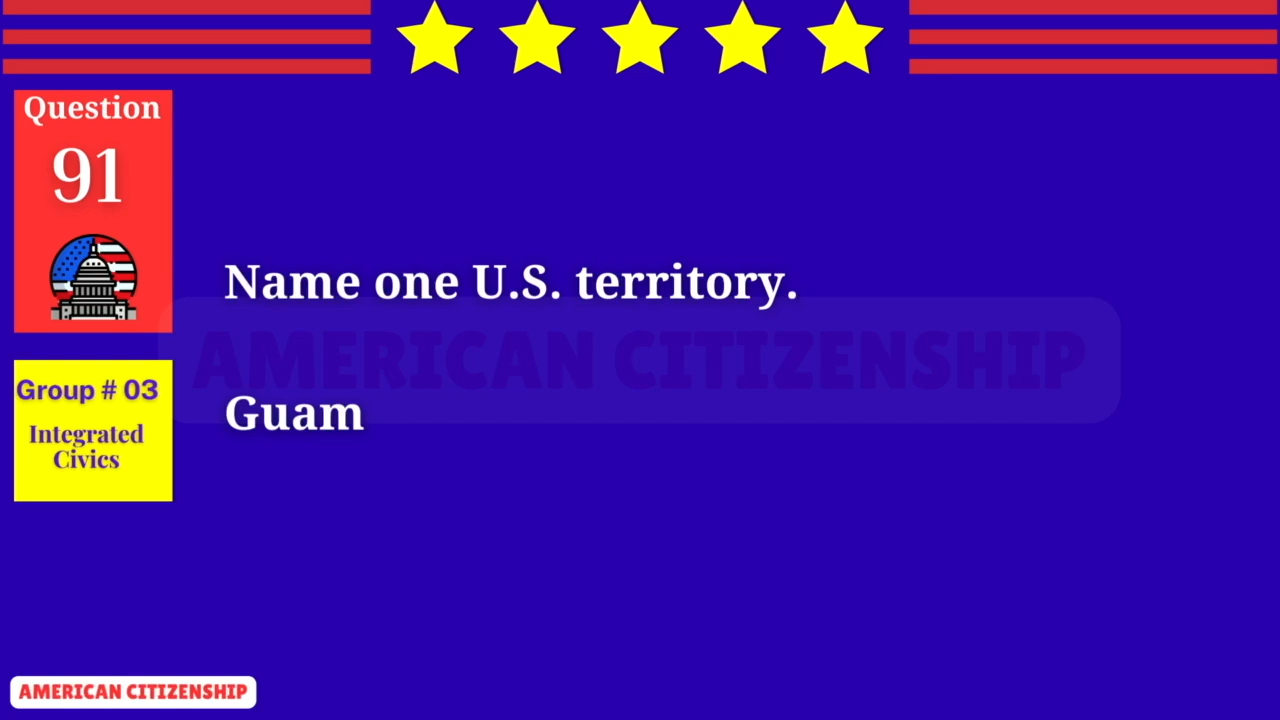 Question
91
Name one U.S. territory.
AMERICAN CITIZENSHIP
Group # 03
Integrated
Civics
Guam
AMERICAN CITIZENSHIP